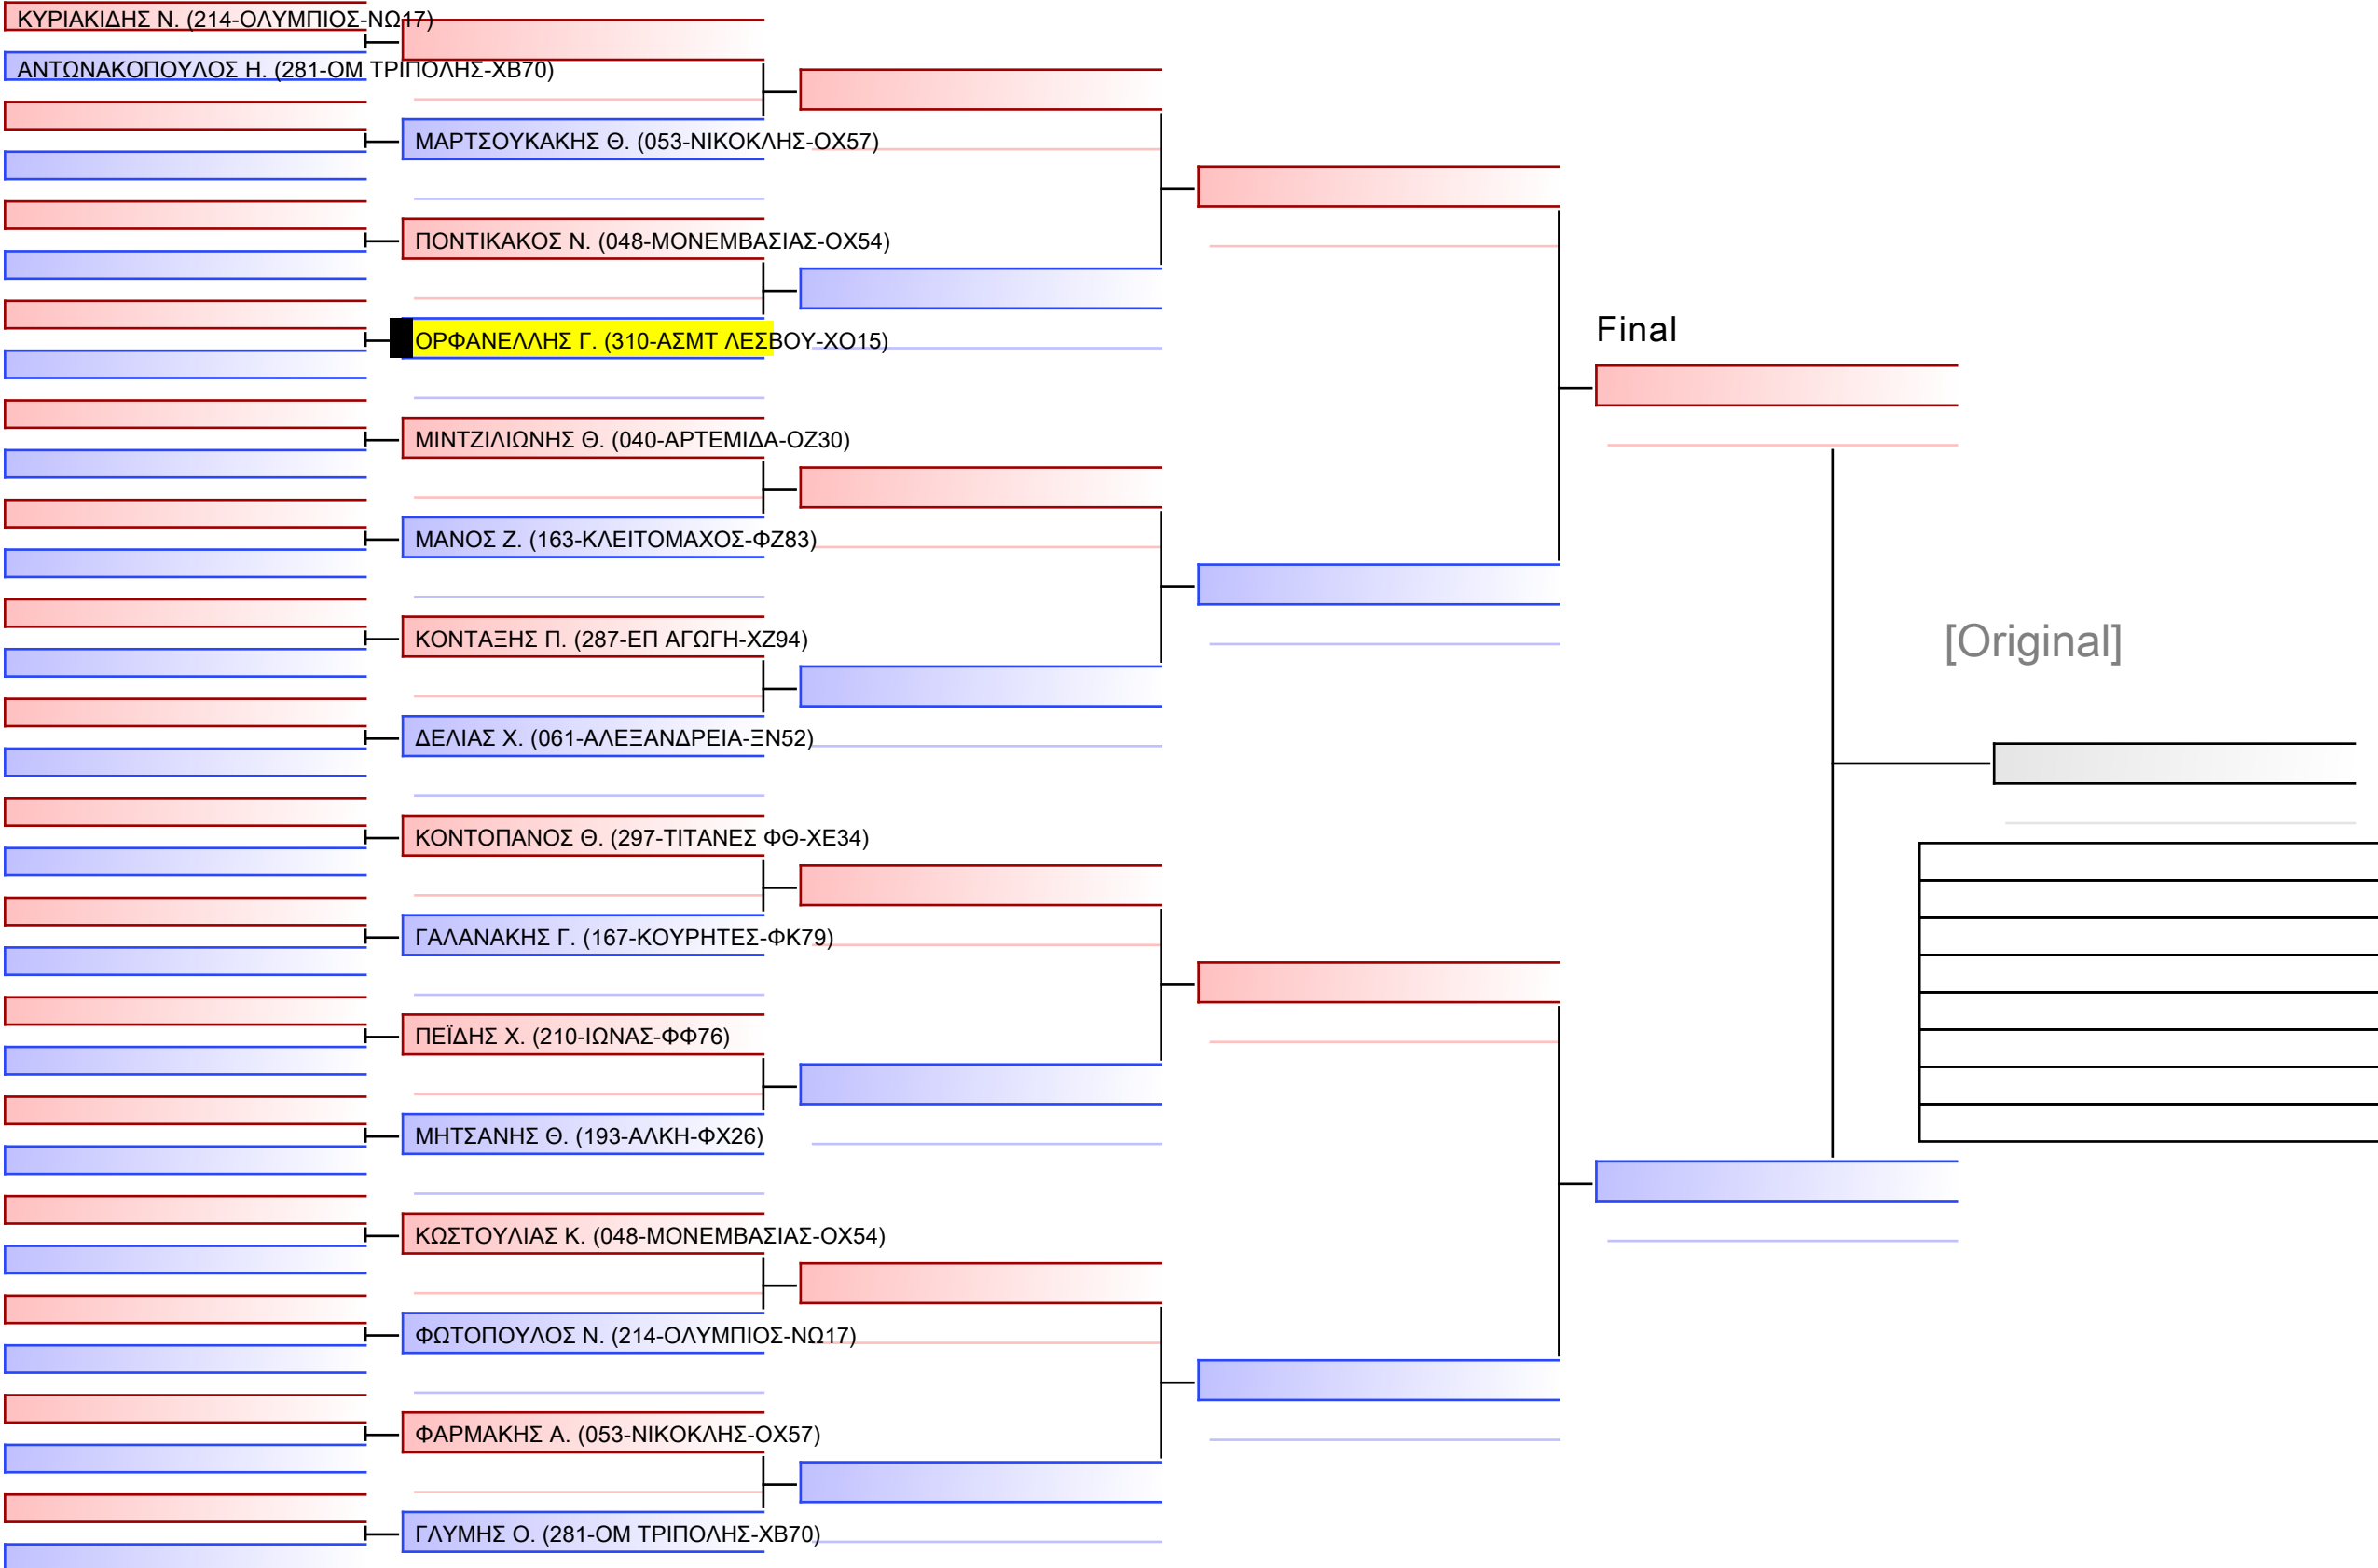 ΚΥΡΙΑΚΙΔΗΣ Ν. (214-ΟΛΥΜΠΙΟΣ-ΝΩ17)
ΑΝΤΩΝΑΚΟΠΟΥΛΟΣ Η. (281-ΟΜ ΤΡΙΠΟΛΗΣ-ΧΒ70)
ΜΑΡΤΣΟΥΚΑΚΗΣ Θ. (053-ΝΙΚΟΚΛΗΣ-ΟΧ57)
ΠΟΝΤΙΚΑΚΟΣ Ν. (048-ΜΟΝΕΜΒΑΣΙΑΣ-ΟΧ54)
Final
ΟΡΦΑΝΕΛΛΗΣ Γ. (310-ΑΣΜΤ ΛΕΣΒΟΥ-ΧΟ15)
ΜΙΝΤΖΙΛΙΩΝΗΣ Θ. (040-ΑΡΤΕΜΙΔΑ-ΟΖ30)
ΜΑΝΟΣ Ζ. (163-ΚΛΕΙΤΟΜΑΧΟΣ-ΦΖ83)
ΚΟΝΤΑΞΗΣ Π. (287-ΕΠ ΑΓΩΓΗ-ΧΖ94)
[Original]
ΔΕΛΙΑΣ Χ. (061-ΑΛΕΞΑΝΔΡΕΙΑ-ΞΝ52)
ΚΟΝΤΟΠΑΝΟΣ Θ. (297-ΤΙΤΑΝΕΣ ΦΘ-ΧΕ34)
ΓΑΛΑΝΑΚΗΣ Γ. (167-ΚΟΥΡΗΤΕΣ-ΦΚ79)
ΠΕΪΔΗΣ Χ. (210-ΙΩΝΑΣ-ΦΦ76)
ΜΗΤΣΑΝΗΣ Θ. (193-ΑΛΚΗ-ΦΧ26)
ΚΩΣΤΟΥΛΙΑΣ Κ. (048-ΜΟΝΕΜΒΑΣΙΑΣ-ΟΧ54)
ΦΩΤΟΠΟΥΛΟΣ Ν. (214-ΟΛΥΜΠΙΟΣ-ΝΩ17)
ΦΑΡΜΑΚΗΣ Α. (053-ΝΙΚΟΚΛΗΣ-ΟΧ57)
ΓΛΥΜΗΣ Ο. (281-ΟΜ ΤΡΙΠΟΛΗΣ-ΧΒ70)